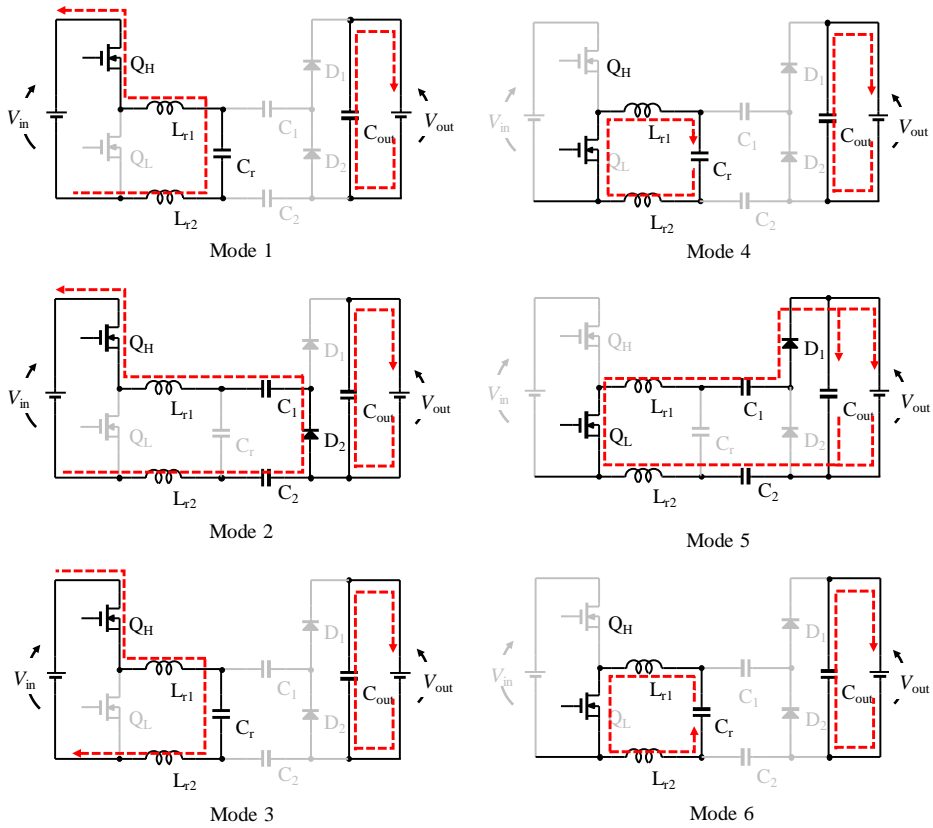 Q_H
D_1
V_in
L_r1
C_1
C_out
V_out
Q_L
C_r
D_2
L_r2
C_2
Mode 1
Q_H
D_1
V_in
L_r1
C_1
C_out
V_out
Q_L
C_r
D_2
L_r2
C_2
Mode 4
Q_H
D_1
V_in
L_r1
C_1
C_out
V_out
Q_L
C_r
D_2
L_r2
C_2
Mode 2
Q_H
D_1
V_in
L_r1
C_1
C_out
V_out
Q_L
C_r
D_2
L_r2
C_2
Mode 5
Q_H
D_1
V_in
L_r1
C_1
C_out
V_out
Q_L
C_r
D_2
L_r2
C_2
Mode 3
Q_H
D_1
V_in
L_r1
C_1
C_out
V_out
Q_L
C_r
D_2
L_r2
C_2
Mode 6